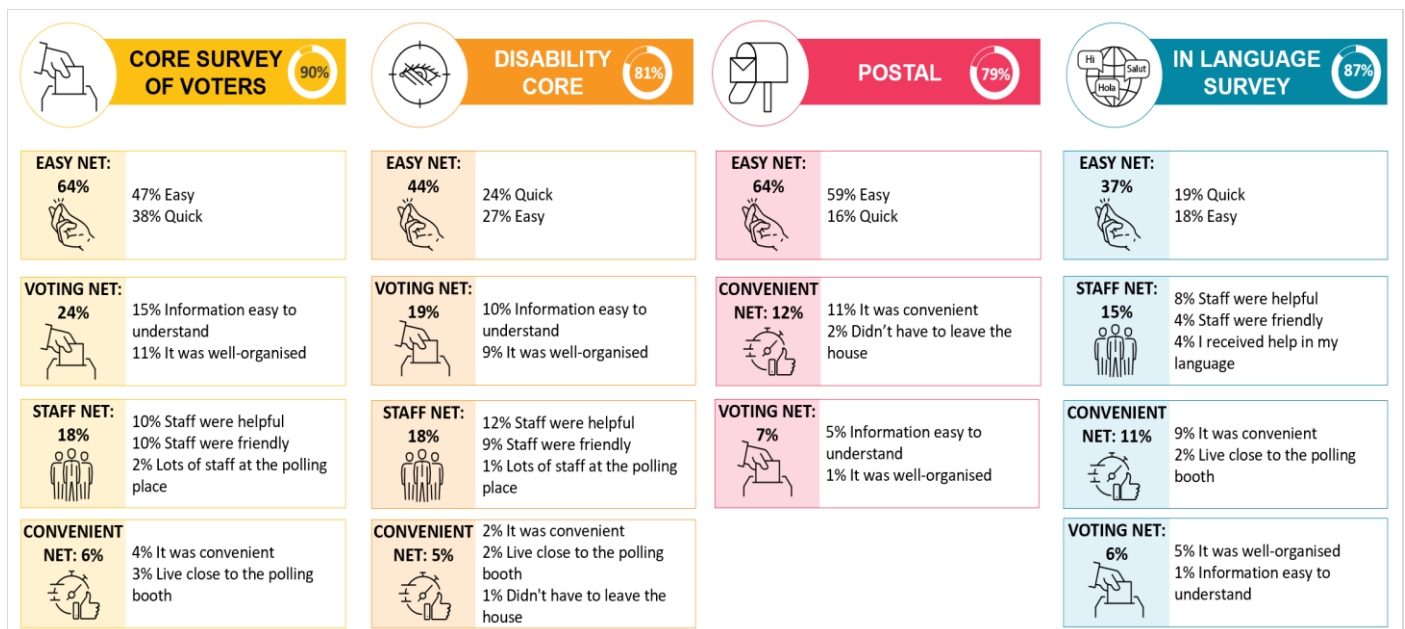 CORE SURVEY
OF VOTERS
90%
EASY NET:
64%
47% Easy
38% Quick
VOTING NET:
24%
15% Information easy to
understand
11% It was well-organised
STAFF NET:
18%
10% Staff were helpful
10% Staff were friendly
2% Lots of staff at the polling
place
CONVENIENT
NET: 6%
4% It was convenient
3% Live close to the polling
booth
DISABILITY
CORE
81%
EASY NET:
44%
24% Quick
27% Easy
VOTING NET:
19%
10% Information easy to
understand
9% It was well-organised
STAFF NET:
18%
12% Staff were helpful
9% Staff were friendly
1% Lots of staff at the polling
place
CONVENIENT
NET: 5%
2% It was convenient
2% Live close to the polling
booth
1% Didn't have to leave the
house
POSTAL
79%
EASY NET:
64%
59% Easy
16% Quick
CONVENIENT
NET: 12%
11% It was convenient
2% Didn’t have to leave the
house
VOTING NET:
7%
5% Information easy to
understand
1% It was well-organised
Hi
Salut
Hola
IN LANGUAGE
SURVEY
87%
EASY NET:
37%
19% Quick
18% Easy
STAFF NET:
15%
8% Staff were helpful
4% Staff were friendly
4% I received help in my
language
CONVENIENT
NET: 11%
9% It was convenient
2% Live close to the polling
booth
VOTING NET:
6%
5% It was well-organised
1% Information easy to
understand